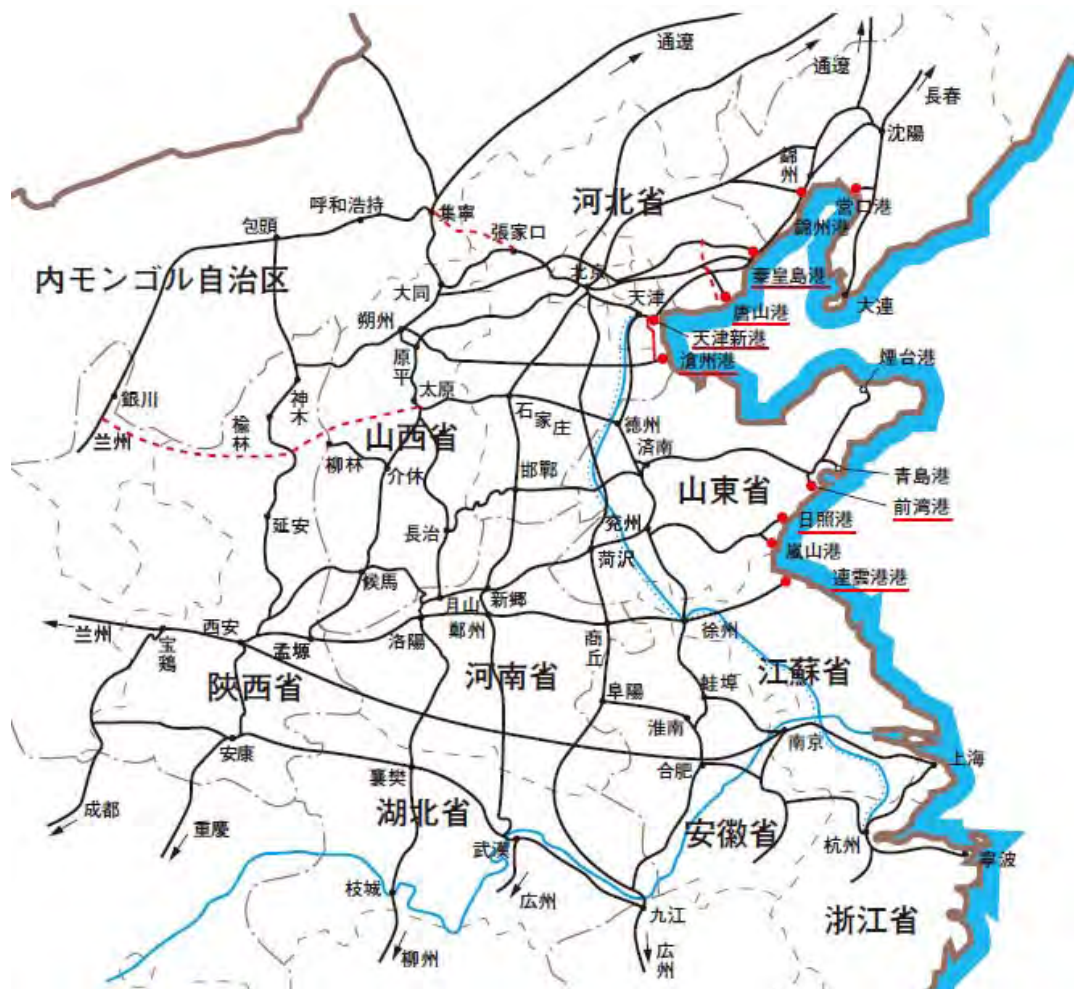 通遼
通遼
長春
沈陽
錦州
営口港
錦州港
河北省
呼和浩持
集寧
包頭
張家口
内モンゴル自治区
北京
秦皇島港
大同
天津
唐山港
大連
朔州
天津新港
滄州港
原平
煙台港
太原
銀川
神木
石家庄
楡林
徳州
兰州
山西省
柳林
済南
介休
邯鄲
山東省
青島港
前湾港
日照港
延安
長治
兗州
嵐山港
菏沢
候馬
連雲港港
月山
新郷
兰州
西安
洛陽
鄭州
徐州
宝鶏
孟塬
商丘
江蘇省
陝西省
河南省
蚌埠
阜陽
淮南
南京
安康
合肥
上海
襄樊
成都
湖北省
重慶
安徽省
武漢
杭州
寧波
枝城
広州
九江
浙江省
柳州
広州